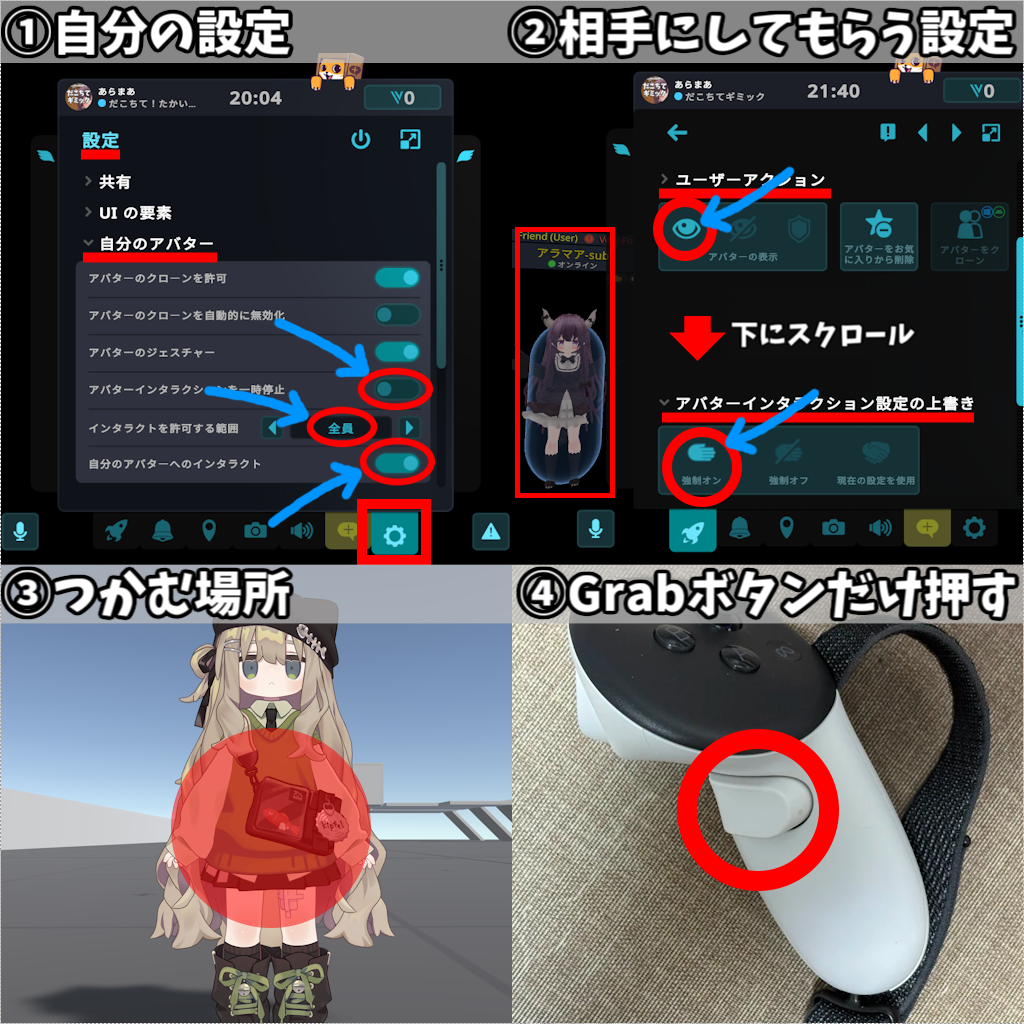 ①自分の設定
あらまあ
だこちて！たかい...
20:04
0
設定
共有
UI の要素
自分のアバター
アバターのクローンを許可
アバターのクローンを自動的に無効化
アバターのジェスチャー
アバターインタラクションを一時停止
インタラクトを許可する範囲
全員
自分のアバターへのインタラクト
②相手にしてもらう設定
だこちて
ギミック
あらまあ
だこちてギミック
21:40
0
ユーザーアクション
アバターの表示
アバターをお気
に入りから削除
アバターをク
ローン
Friend (User)
アラマア-sub
オンライン
下にスクロール
アバターインタラクション設定の上書き
強制オン
強制オフ
現在の設定を使用
③つかむ場所
④Grabボタンだけ押す